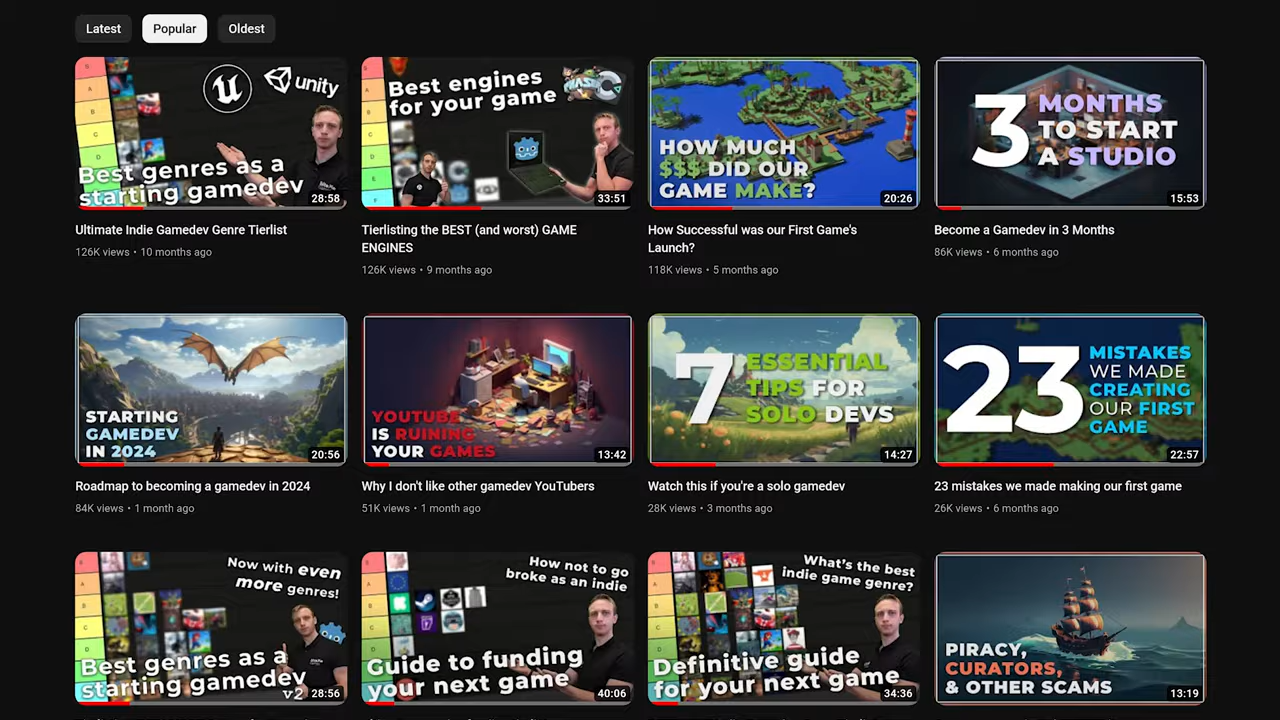 Latest
Popular
Oldest
unity
Best genres as a
starting gamedev
28:58
Best engines
for your game
33:51
HOW MUCH
$$$ DID OUR
GAME MAKE?
20:26
3 MONTHS
TO START
A STUDIO
15:53
Ultimate Indie Gamedev Genre Tierlist
126K views • 10 months ago
Tierlisting the BEST (and worst) GAME
ENGINES
126K views • 9 months ago
How Successful was our First Game's
Launch?
118K views • 5 months ago
Become a Gamedev in 3 Months
86K views • 6 months ago
STARTING
GAMEDEV
IN 2024
20:56
YOUTUBE
IS RUINING
YOUR GAMES
13:42
7 ESSENTIAL
TIPS FOR
SOLO DEVS
14:27
23 MISTAKES
WE MADE
CREATING
OUR FIRST
GAME
22:57
Roadmap to becoming a gamedev in 2024
84K views • 1 month ago
Why I don't like other gamedev YouTubers
51K views • 1 month ago
Watch this if you're a solo gamedev
28K views • 3 months ago
23 mistakes we made making our first game
26K views • 6 months ago
Now with even
more genres!
Best genres as a
starting gamedev
v2
28:56
How not to go
broke as an indie
Guide to funding
your next game
40:06
What's the best
indie game genre?
Definitive guide
for your next game
34:36
PIRACY,
CURATORS,
& OTHER SCAMS
13:19